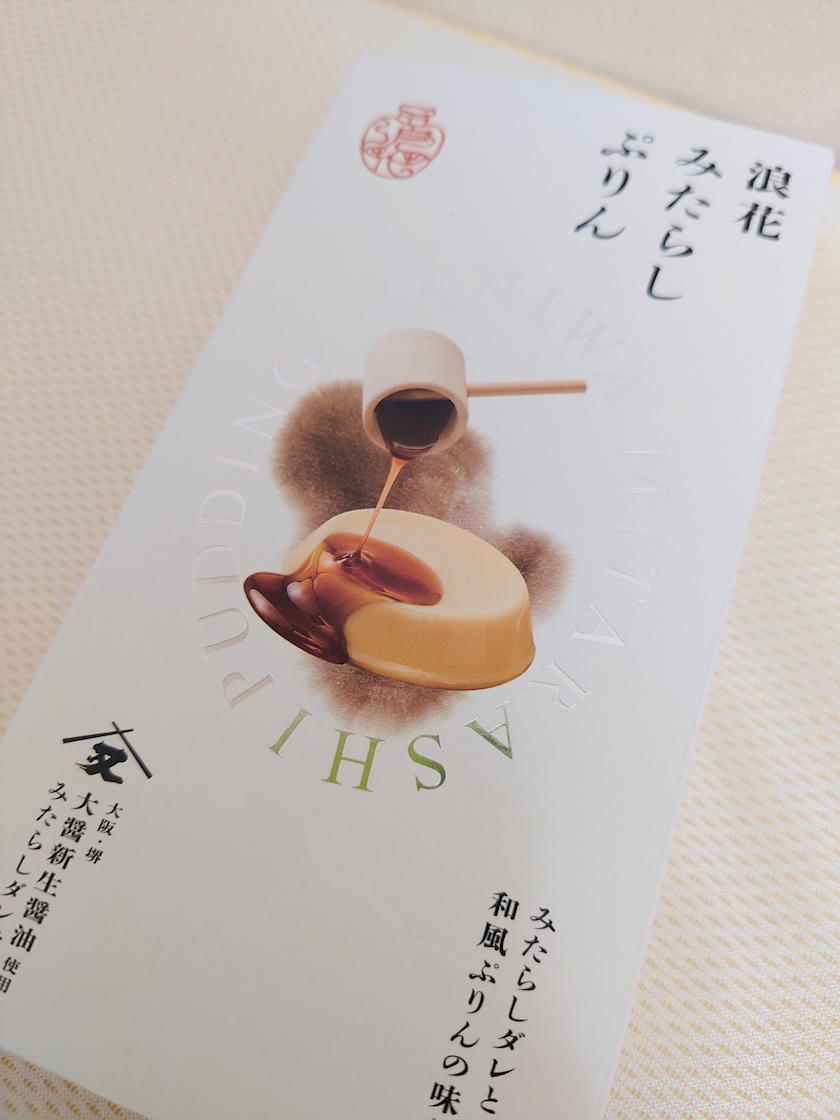 浪花
みたらし
ぷりん
NANIWA MITARASHI PUDDING
大阪・堺
大醤新生醤油
みたらしダレ 使用
みたらしダレと
和風ぷりんの味